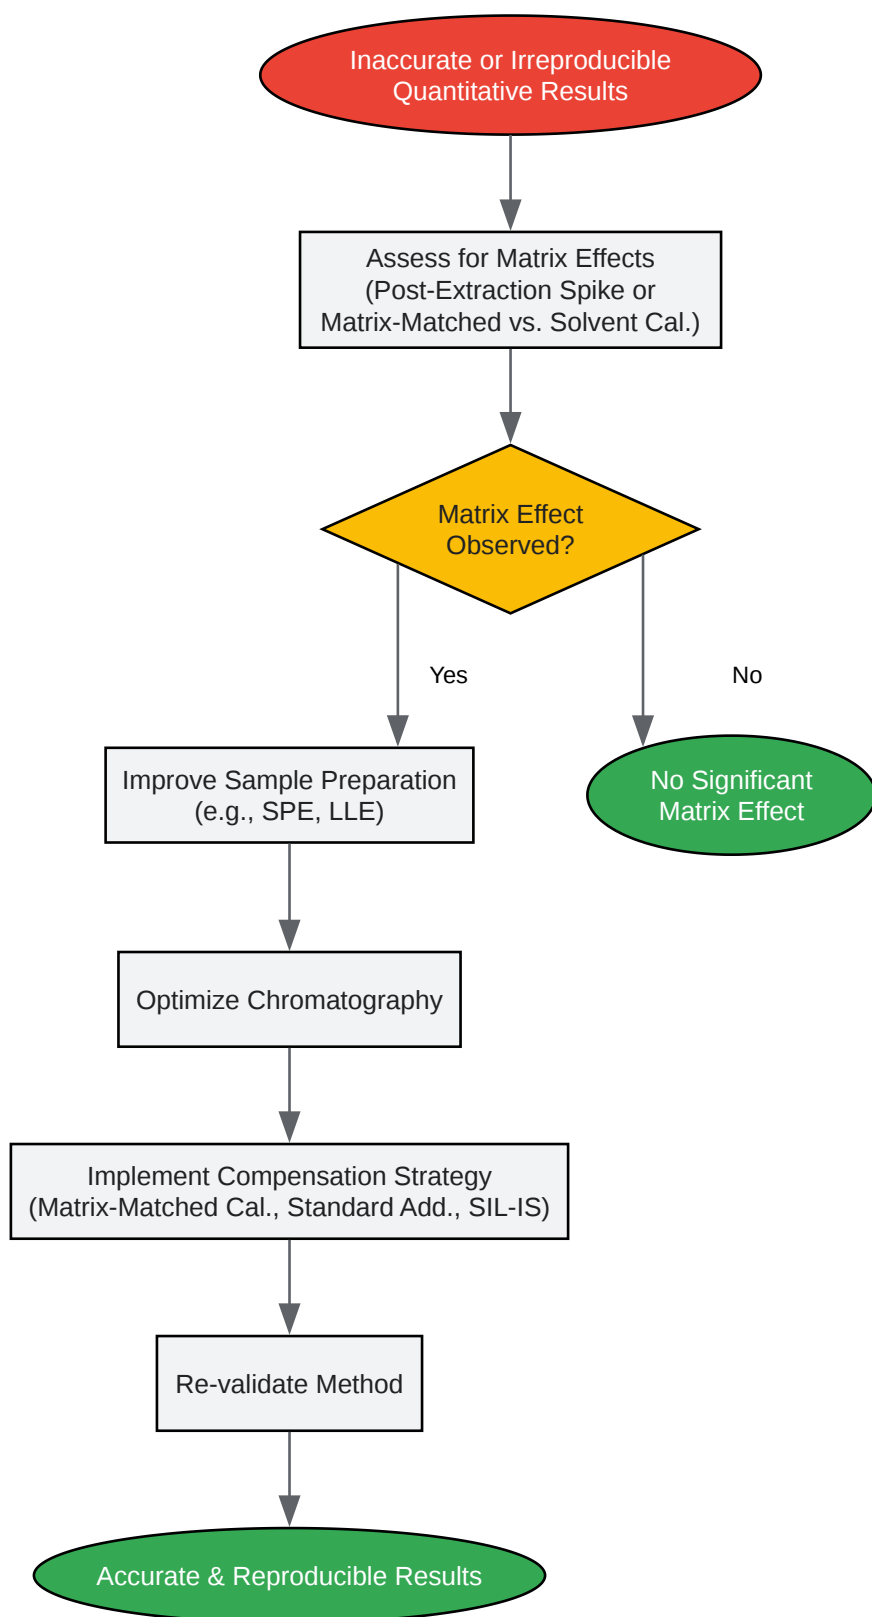 Inaccurate or Irreproducible
Quantitative Results
Assess for Matrix Effects
(Post-Extraction Spike or
Matrix-Matched vs. Solvent Cal.)
Matrix Effect
Observed?
Yes
No
Improve Sample Preparation
(e.g., SPE, LLE)
No Significant
Matrix Effect
Optimize Chromatography
Implement Compensation Strategy
(Matrix-Matched Cal., Standard Add., SIL-IS)
Re-validate Method
Accurate & Reproducible Results